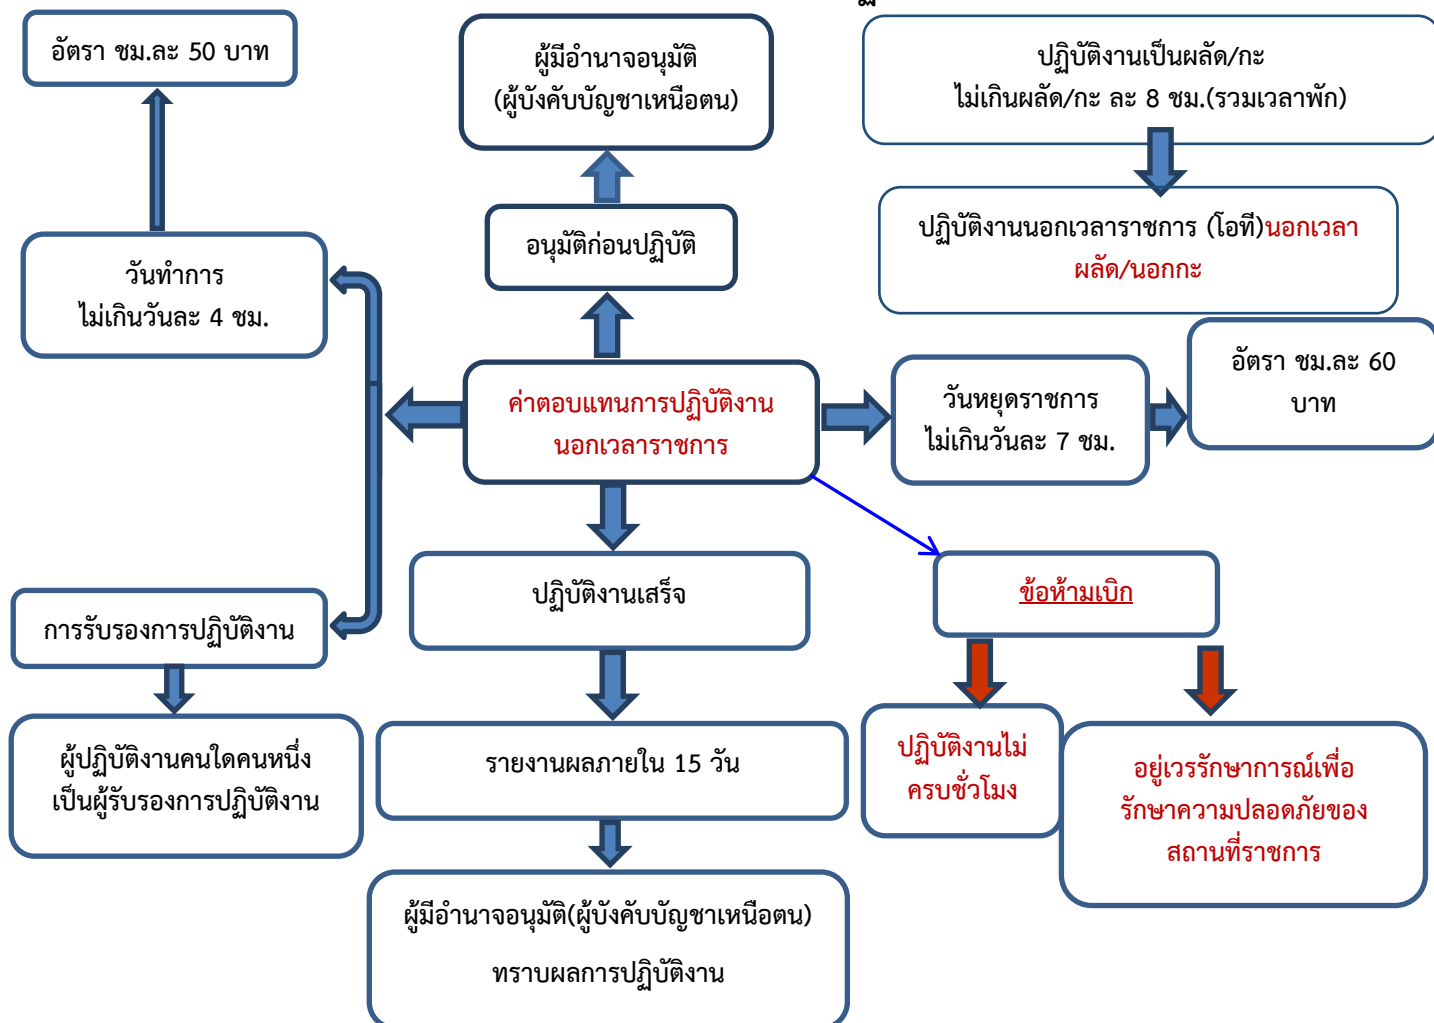 อัตรา ชม.ละ 50 บาท
ผู้มีอำนาจอนุมัติ
(ผู้บังคับบัญชาเหนือตน)
ปฏิบัติงานเป็นผลัด/กะ
ไม่เกินผลัด/กะ ละ 8 ชม.(รวมเวลาพัก)
อนุมัติก่อนปฏิบัติ
ปฏิบัติงานนอกเวลาราชการ (โอที)นอกเวลา
ผลัด/นอกกะ
วันทำการ
ไม่เกินวันละ 4 ชม.
ค่าตอบแทนการปฏิบัติงาน
นอกเวลาราชการ
วันหยุดราชการ
ไม่เกินวันละ 7 ชม.
อัตรา ชม.ละ 60
บาท
ปฏิบัติงานเสร็จ
ข้อห้ามเบิก
การรับรองการปฏิบัติงาน
ผู้ปฏิบัติงานคนใดคนหนึ่ง
เป็นผู้รับรองการปฏิบัติงาน
รายงานผลภายใน 15 วัน
ปฏิบัติงานไม่
ครบชั่วโมง
อยู่เวรรักษาการณ์เพื่อ
รักษาความปลอดภัยของ
สถานที่ราชการ
ผู้มีอำนาจอนุมัติ(ผู้บังคับบัญชาเหนือตน)
ทราบผลการปฏิบัติงาน